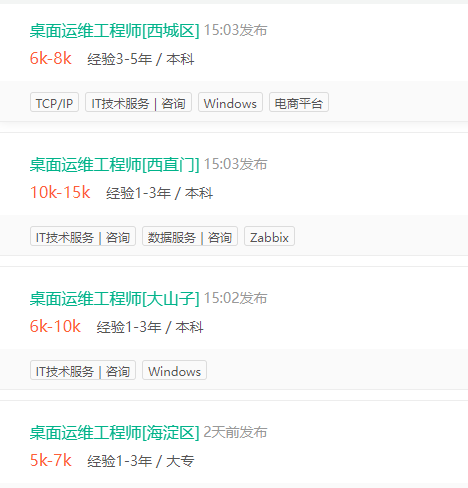 桌面运维工程师[西城区] 15:03发布
6k-8k 经验3-5年 / 本科
TCP/IP IT技术服务 | 咨询 Windows 电商平台
桌面运维工程师[西直门] 15:03发布
10k-15k 经验1-3年 / 本科
IT技术服务 | 咨询 数据服务 | 咨询 Zabbix
桌面运维工程师[大山子] 15:02发布
6k-10k 经验1-3年 / 本科
IT技术服务 | 咨询 Windows
桌面运维工程师[海淀区] 2天前发布
5k-7k 经验1-3年 / 大专